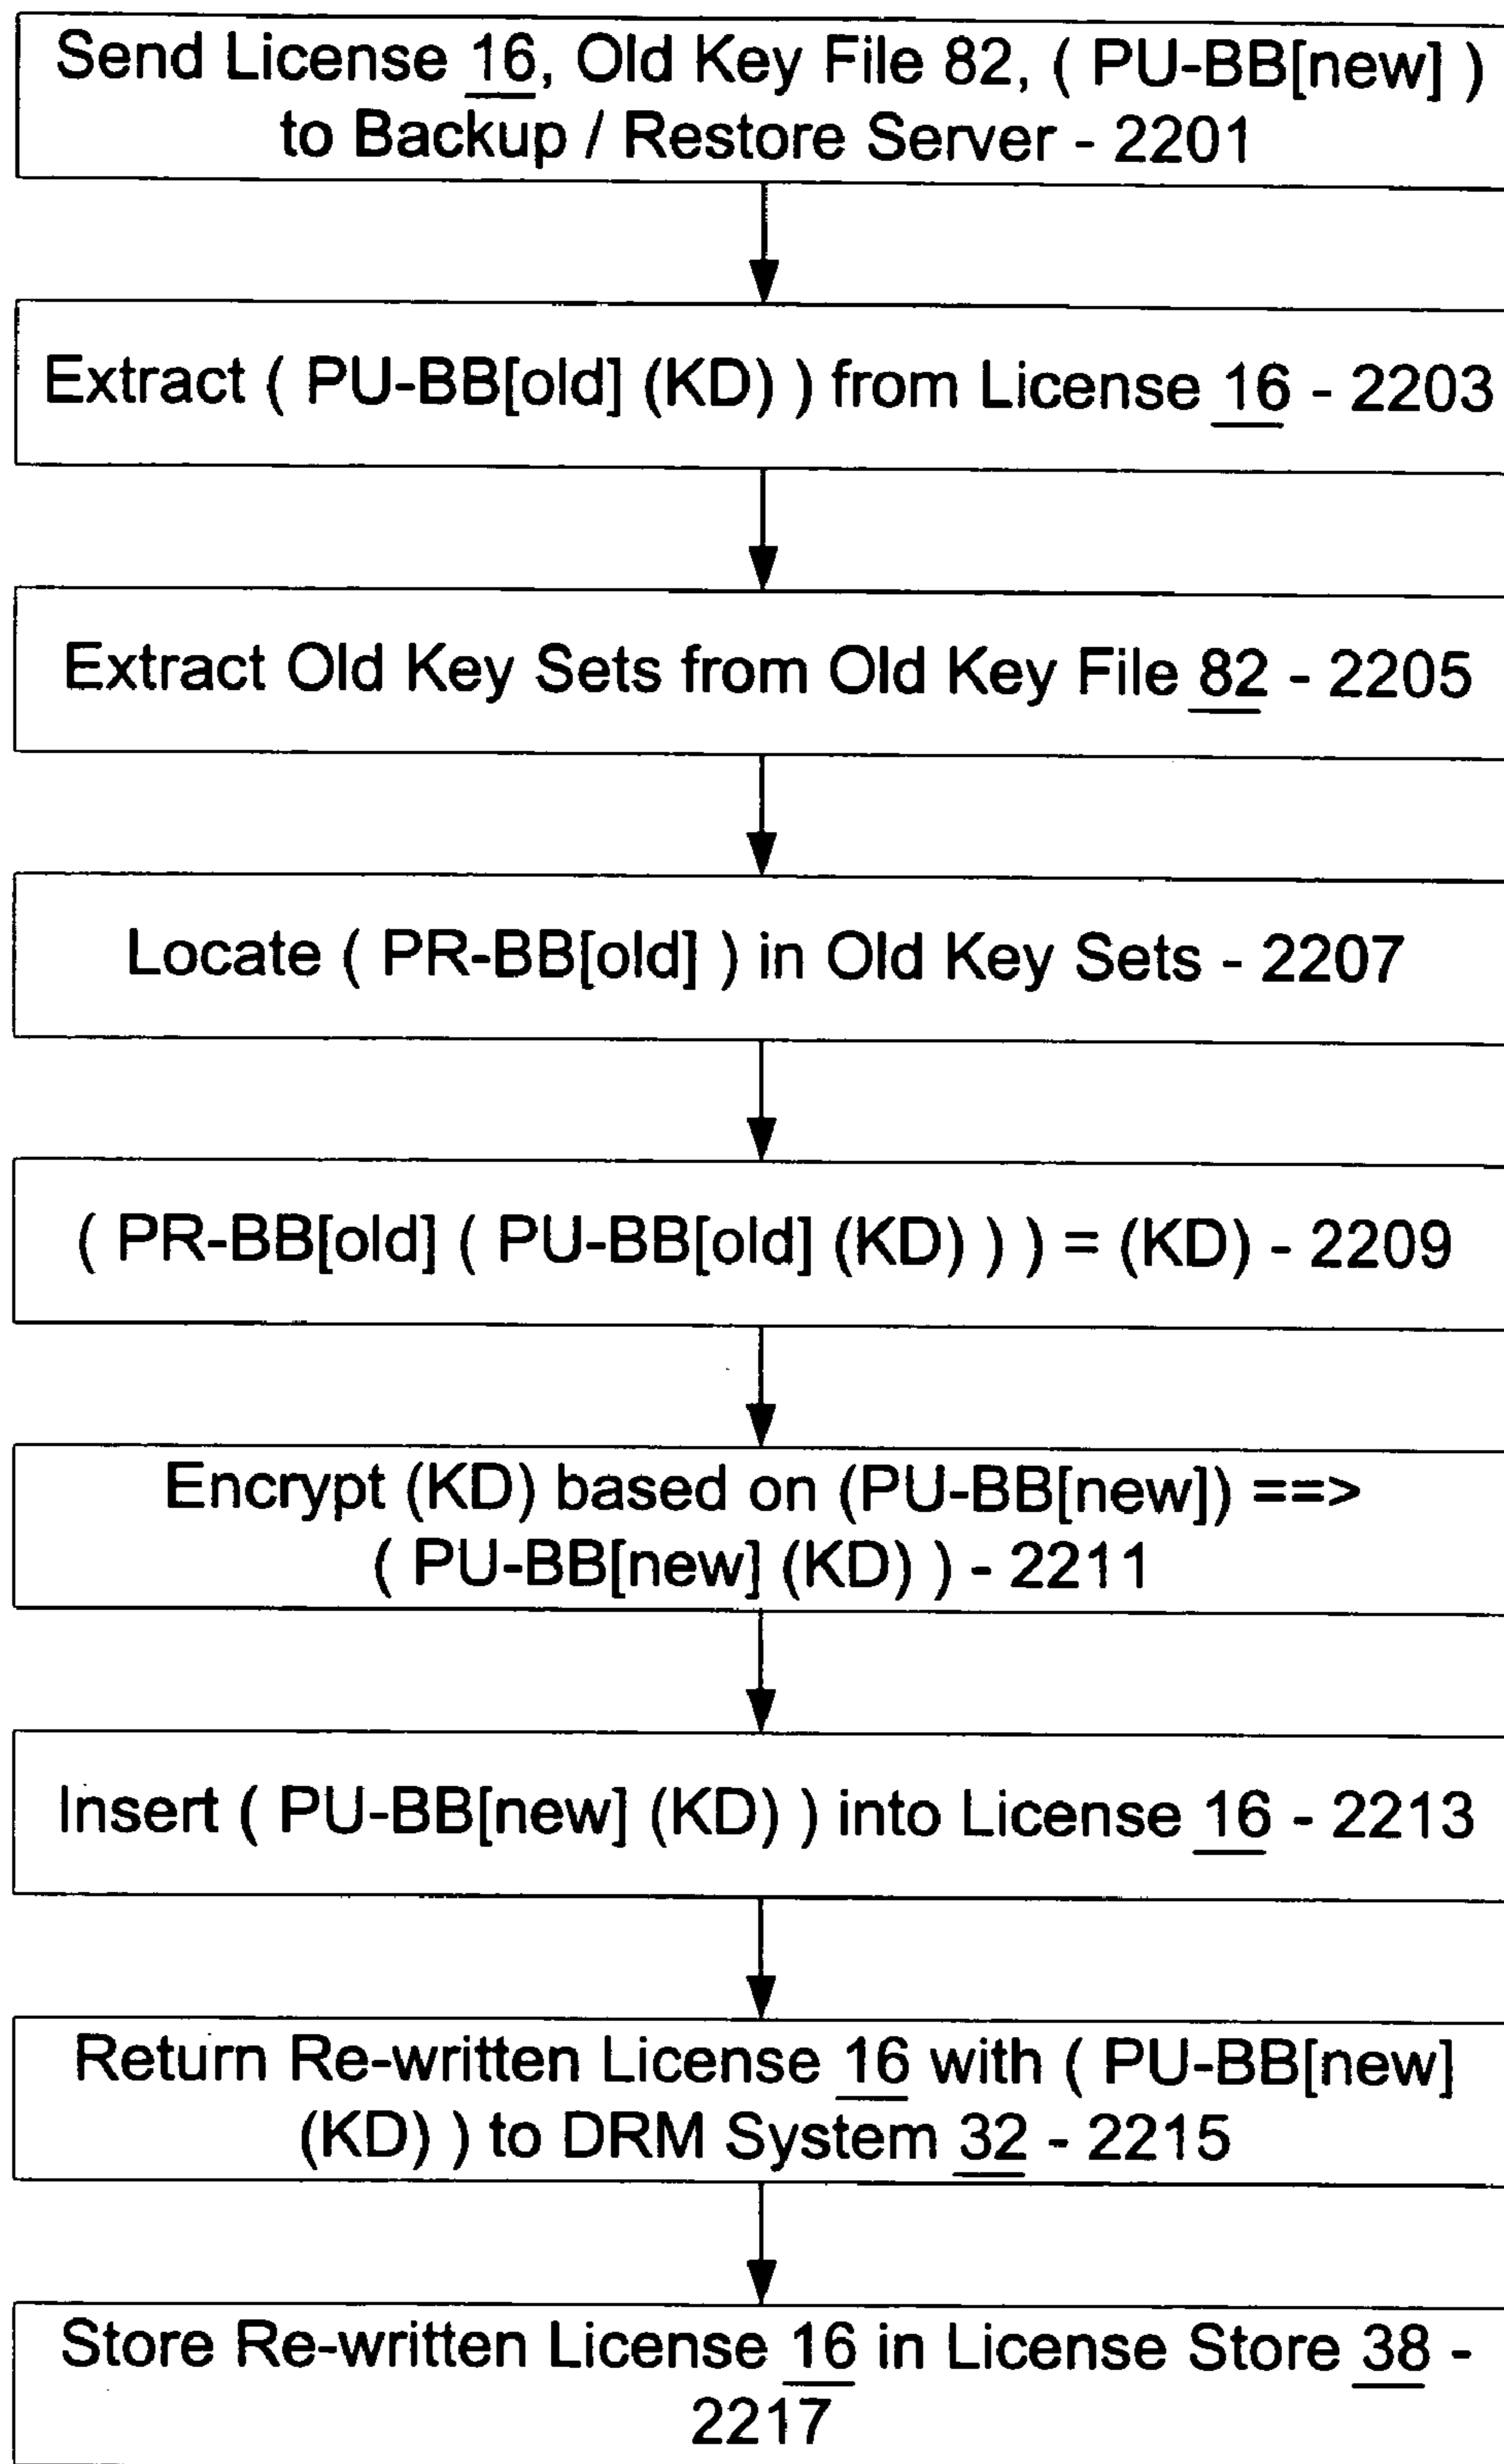 Send License 16, Old Key File 82, ( PU-BB[new] )
to Backup / Restore Server - 2201
Extract ( PU-BB[old] (KD) ) from License 16 - 2203
Extract Old Key Sets from Old Key File 82 - 2205
Locate ( PR-BB[old] ) in Old Key Sets - 2207
( PR-BB[old] ( PU-BB[old] (KD) ) ) = (KD) - 2209
Encrypt (KD) based on (PU-BB[new]) ==>
( PU-BB[new] (KD) ) - 2211
Insert ( PU-BB[new] (KD) ) into License 16 - 2213
Return Re-written License 16 with ( PU-BB[new]
(KD) ) to DRM System 32 - 2215
Store Re-written License 16 in License Store 38 -
2217